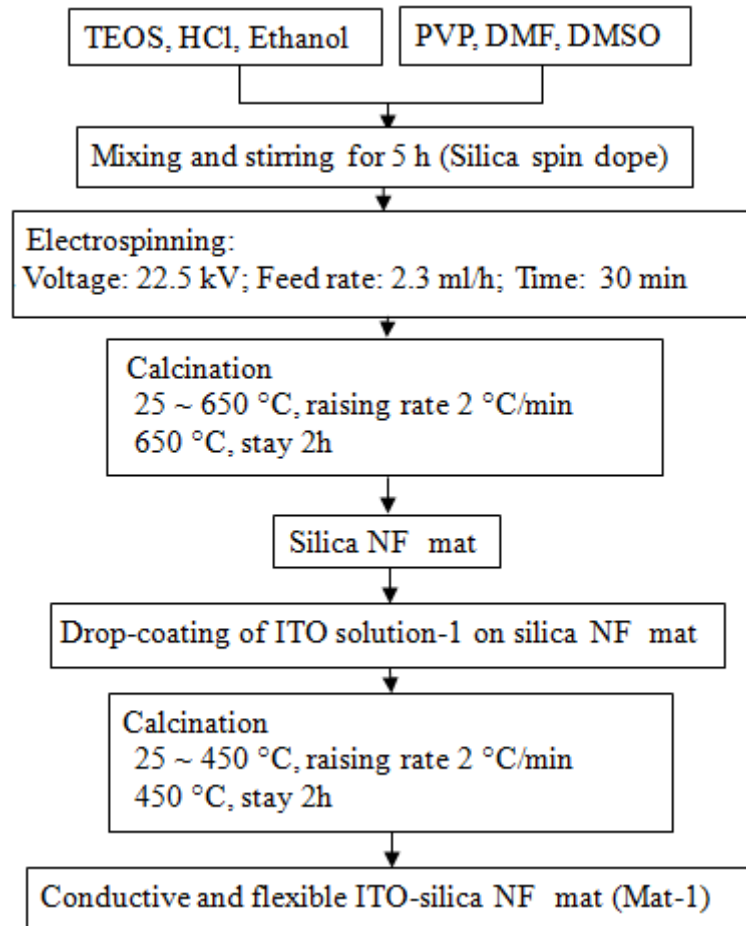 TEOS, HCl, Ethanol
PVP, DMF, DMSO
Mixing and stirring for 5 h (Silica spin dope)
Electrospinning:
Voltage: 22.5 kV; Feed rate: 2.3 ml/h; Time: 30 min
Calcination
25 ~ 650 °C, raising rate 2 °C/min
650 °C, stay 2h
Silica NF mat
Drop-coating of ITO solution-1 on silica NF mat
Calcination
25 ~ 450 °C, raising rate 2 °C/min
450 °C, stay 2h
Conductive and flexible ITO-silica NF mat (Mat-1)